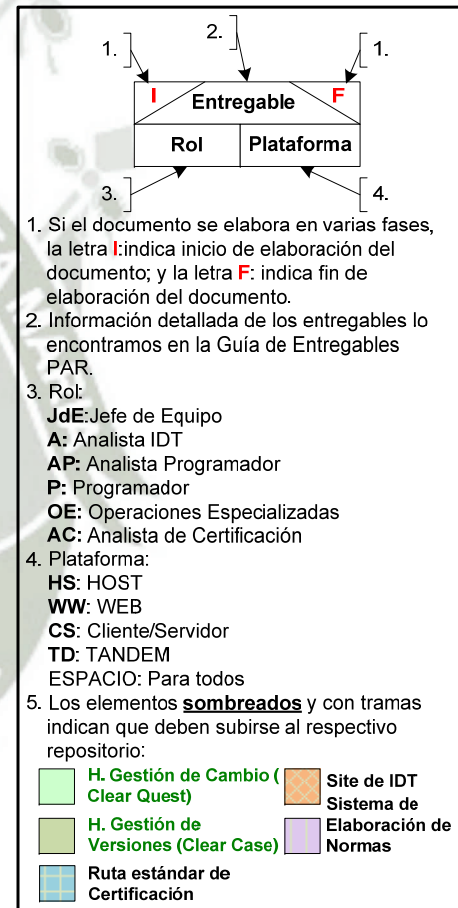 2.
1.
1.
I
Entregable
F
Rol
Plataforma
3.
4.
1. Si el documento se elabora en varias fases,
la letra I:indica inicio de elaboración del
documento; y la letra F: indica fin de
elaboración del documento.
2. Información detallada de los entregables lo
encontramos en la Guía de Entregables
PAR.
3. Rol:
JdE:Jefe de Equipo
A: Analista IDT
AP: Analista Programador
P: Programador
OE: Operaciones Especializadas
AC: Analista de Certificación
4. Plataforma:
HS: HOST
WW: WEB
CS: Cliente/Servidor
TD: TANDEM
ESPACIO: Para todos
5. Los elementos sombreados y con tramas
indican que deben subirse al respectivo
repositorio:
H. Gestión de Cambio (
Clear Quest)
H. Gestión de
Versiones (Clear Case)
Ruta estándar de
Certificación
Site de IDT
Sistema de
Elaboración de
Normas